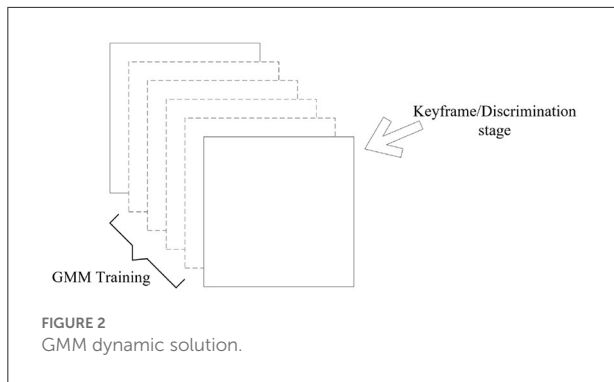 Keyframe/Discrimination
stage
GMM Training
FIGURE 2
GMM dynamic solution.